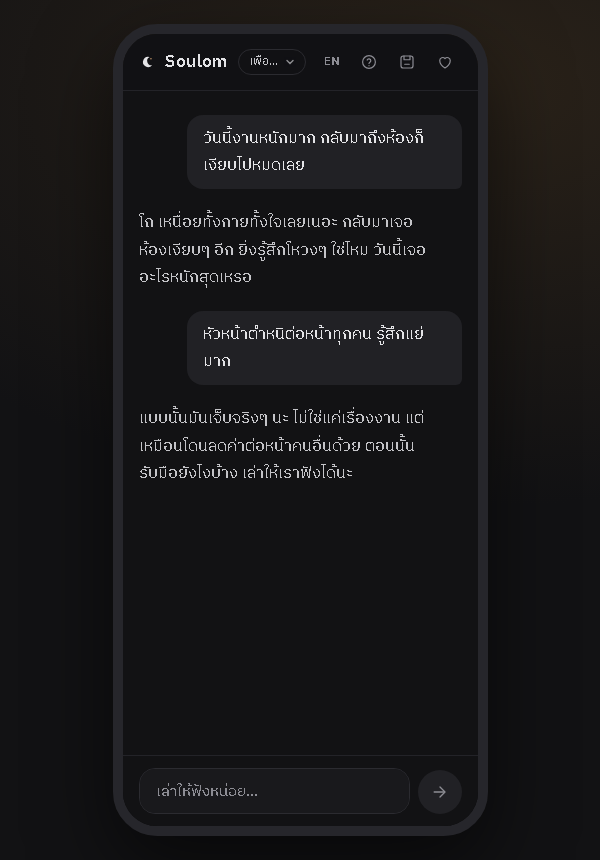 Soulom
เพื่อ...
EN
วันนี้งานหนักมาก กลับมาถึงห้องก็
เงียบไปหมดเลย
โถ เหนื่อยทั้งกายทั้งใจเลยเนอะ กลับมาเจอ
ห้องเงียบๆ อีก ยิ่งรู้สึกโหวงๆ ใช่ไหม วันนี้เจอ
อะไรหนักสุดเหรอ
หัวหน้าตำหนิต่อหน้าทุกคน รู้สึกแย่
มาก
แบบนั้นมันเจ็บจริงๆ นะ ไม่ใช่แค่เรื่องงาน แต่
เหมือนโดนลดค่าต่อหน้าคนอื่นด้วย ตอนนั้น
รับมือยังไงบ้าง เล่าให้เราฟังได้นะ
เล่าให้ฟังหน่อย...